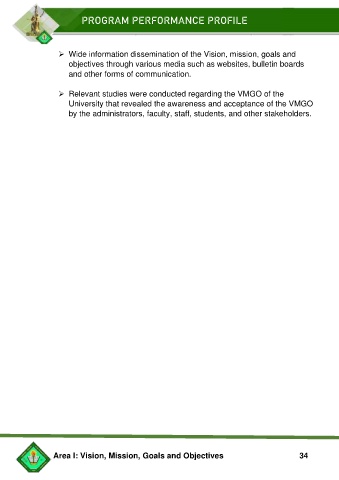 PROGRAM PERFORMANCE PROFILE
➢ Wide information dissemination of the Vision, mission, goals and
objectives through various media such as websites, bulletin boards
and other forms of communication.
➢ Relevant studies were conducted regarding the VMGO of the
University that revealed the awareness and acceptance of the VMGO
by the administrators, faculty, staff, students, and other stakeholders.
Area I: Vision, Mission, Goals and Objectives 34